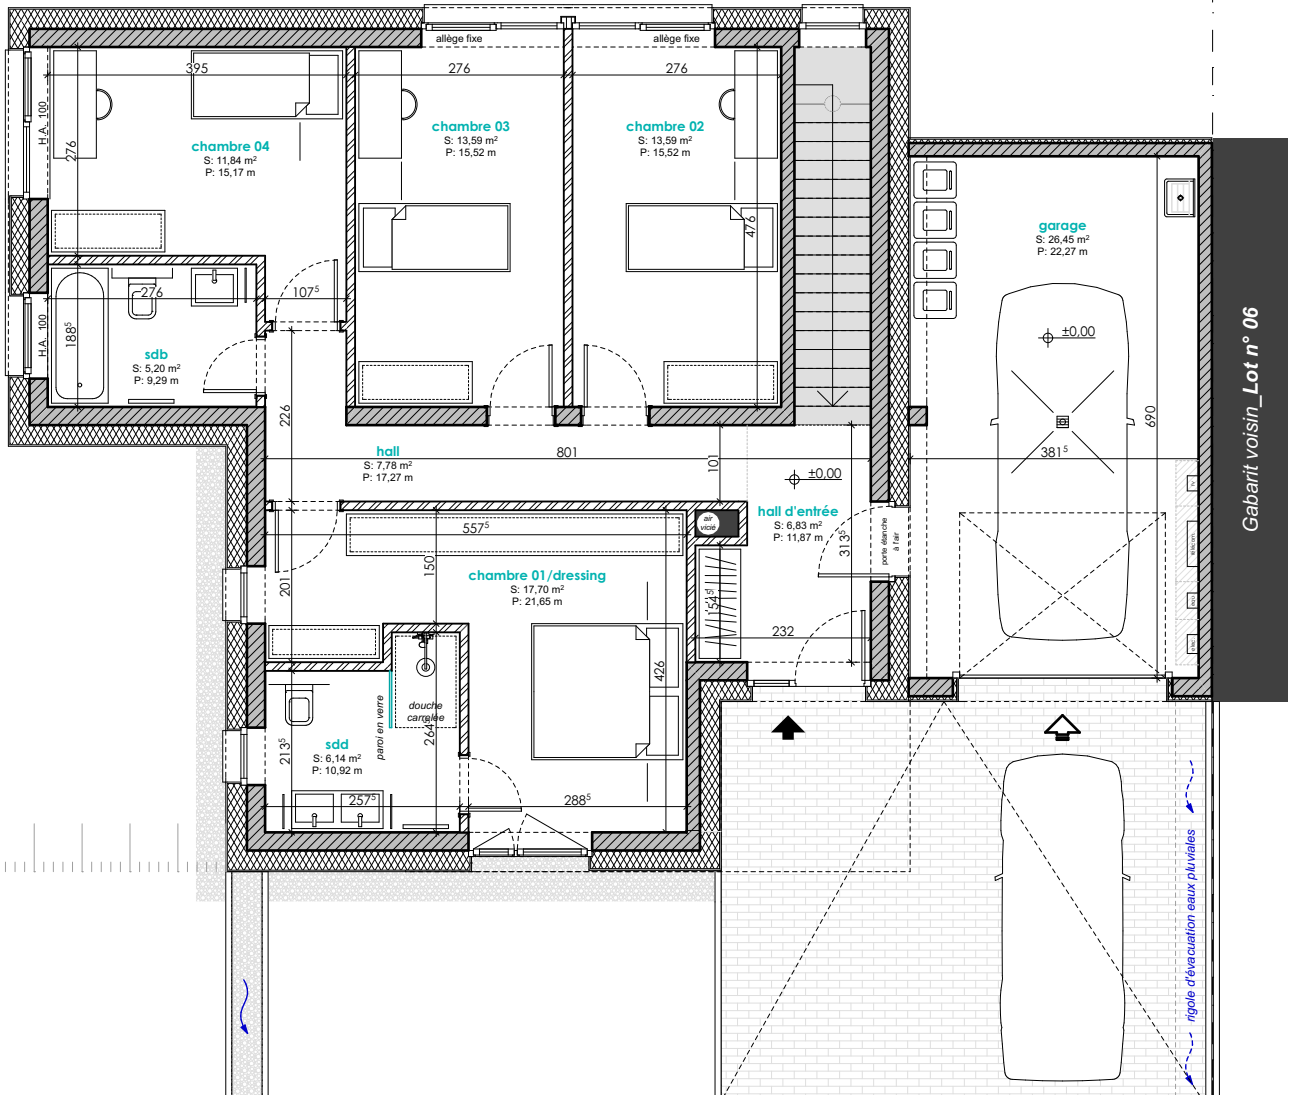 allège fixe
allège fixe
395
276
276
H.A. 100
276
chambre 04
S: 11,84 m²
P: 15,17 m
chambre 03
S: 13,59 m²
P: 15,52 m
chambre 02
S: 13,59 m²
P: 15,52 m
476
garage
S: 26,45 m²
P: 22,27 m
±0,00
690
381⁵
276
107⁵
H.A. 100
188⁵
sdb
S: 5,20 m²
P: 9,29 m
226
hall
S: 7,78 m²
P: 17,27 m
801
101
±0,00
hall d'entrée
S: 6,83 m²
P: 11,87 m
313⁵
porte étanche
à l'air
air
vicié
557⁵
150
201
chambre 01/dressing
S: 17,70 m²
P: 21,65 m
154⁵
232
426
douche
carrelée
264⁵
paroi en verre
sdd
S: 6,14 m²
P: 10,92 m
213⁵
257⁵
288⁵
tv
télécom.
eau
élec.
Gabarit voisin_Lot n° 06
rigole d'évacuation eaux pluviales